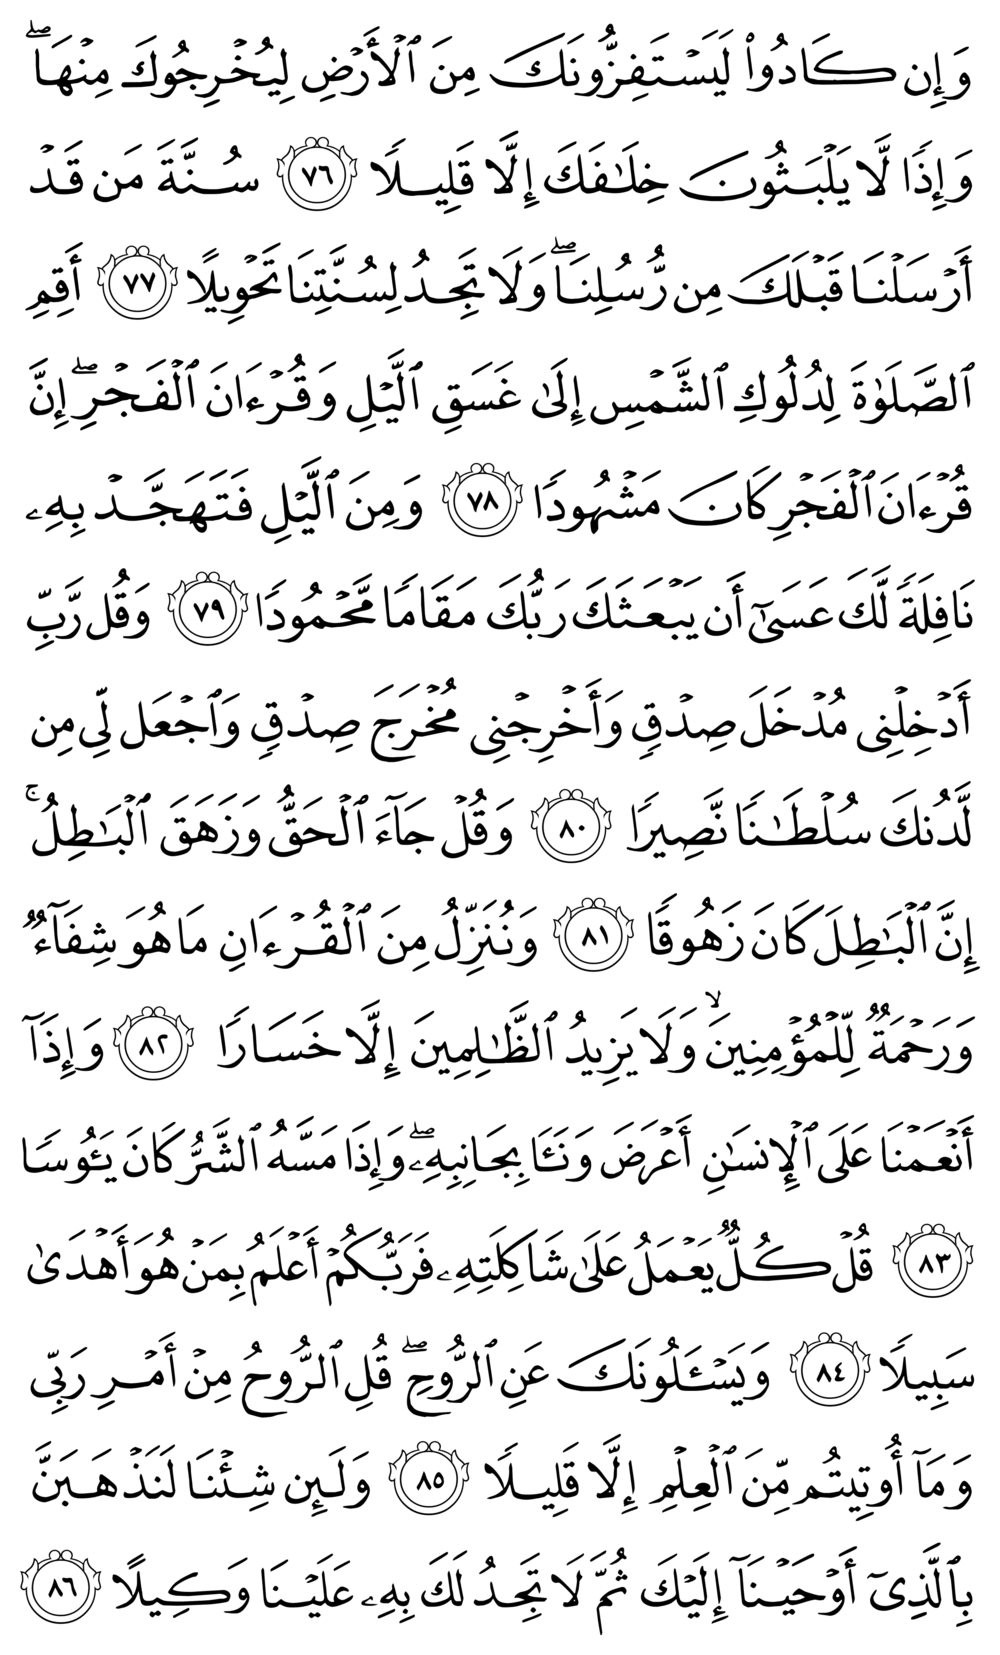 وَإِن كَادُوا۟ لَيَسْتَفِزُّونَكَ مِنَ ٱلْأَرْضِ لِيُخْرِجُوكَ مِنْهَا ۖ
وَإِذًا لَّا يَلْبَثُونَ خِلَـٰفَكَ إِلَّا قَلِيلًا ٧٦ سُنَّةَ مَن قَدْ
أَرْسَلْنَا قَبْلَكَ مِن رُّسُلِنَا ۖ وَلَا تَجِدُ لِسُنَّتِنَا تَحْوِيلًا ٧٧ أَقِمِ
ٱلصَّلَوٰةَ لِدُلُوكِ ٱلشَّمْسِ إِلَىٰ غَسَقِ ٱلَّيْلِ وَقُرْءَانَ ٱلْفَجْرِ ۖ إِنَّ
قُرْءَانَ ٱلْفَجْرِ كَانَ مَشْهُودًا ٧٨ وَمِنَ ٱلَّيْلِ فَتَهَجَّدْ بِهِۦ
نَافِلَةً لَّكَ عَسَىٰٓ أَن يَبْعَثَكَ رَبُّكَ مَقَامًا مَّحْمُودًا ٧٩ وَقُل رَّبِّ
أَدْخِلْنِى مُدْخَلَ صِدْقٍ وَأَخْرِجْنِى مُخْرَجَ صِدْقٍ وَٱجْعَل لِّى مِن
لَّدُنكَ سُلْطَـٰنًا نَّصِيرًا ٨٠ وَقُلْ جَآءَ ٱلْحَقُّ وَزَهَقَ ٱلْبَـٰطِلُ ۚ
إِنَّ ٱلْبَـٰطِلَ كَانَ زَهُوقًا ٨١ وَنُنَزِّلُ مِنَ ٱلْقُرْءَانِ مَا هُوَ شِفَآءٌ
وَرَحْمَةٌ لِّلْمُؤْمِنِينَ ۙ وَلَا يَزِيدُ ٱلظَّـٰلِمِينَ إِلَّا خَسَارًا ٨٢ وَإِذَآ
أَنْعَمْنَا عَلَى ٱلْإِنسَـٰنِ أَعْرَضَ وَنَـَٔا بِجَانِبِهِۦ ۖ وَإِذَا مَسَّهُ ٱلشَّرُّ كَانَ يَـُٔوسًا
٨٣ قُلْ كُلٌّ يَعْمَلُ عَلَىٰ شَاكِلَتِهِۦ فَرَبُّكُمْ أَعْلَمُ بِمَنْ هُوَ أَهْدَىٰ
سَبِيلًا ٨٤ وَيَسْـَٔلُونَكَ عَنِ ٱلرُّوحِ ۖ قُلِ ٱلرُّوحُ مِنْ أَمْرِ رَبِّى
وَمَآ أُوتِيتُم مِّنَ ٱلْعِلْمِ إِلَّا قَلِيلًا ٨٥ وَلَئِن شِئْنَا لَنَذْهَبَنَّ
بِٱلَّذِىٓ أَوْحَيْنَآ إِلَيْكَ ثُمَّ لَا تَجِدُ لَكَ بِهِۦ عَلَيْنَا وَكِيلًا ٨٦